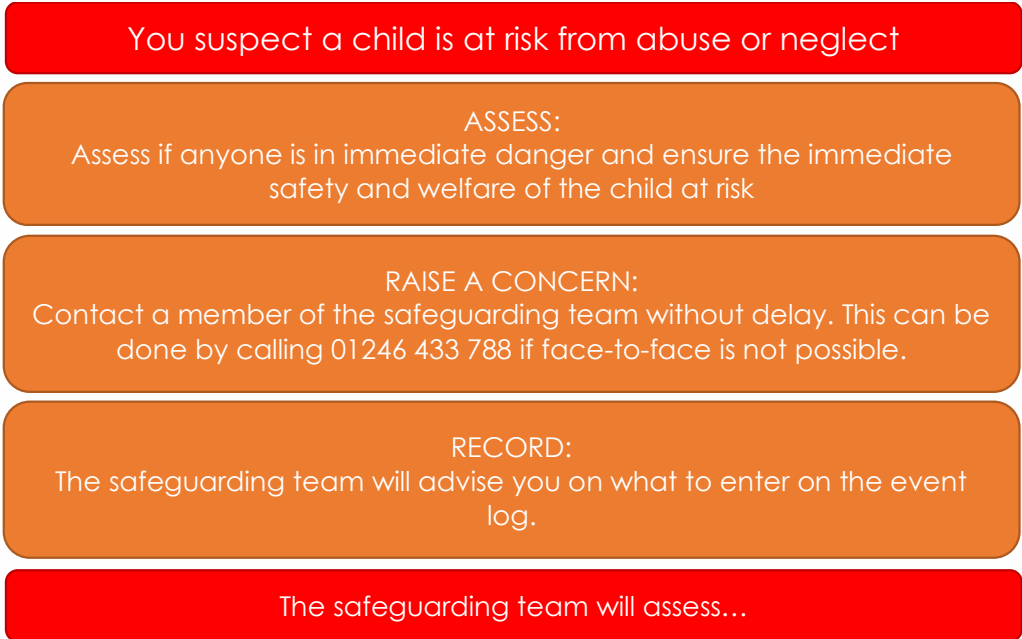 You suspect a child is at risk from abuse or neglect
ASSESS:
Assess if anyone is in immediate danger and ensure the immediate
safety and welfare of the child at risk
RAISE A CONCERN:
Contact a member of the safeguarding team without delay. This can be
done by calling 01246 433 788 if face-to-face is not possible.
RECORD:
The safeguarding team will advise you on what to enter on the event
log.
The safeguarding team will assess…